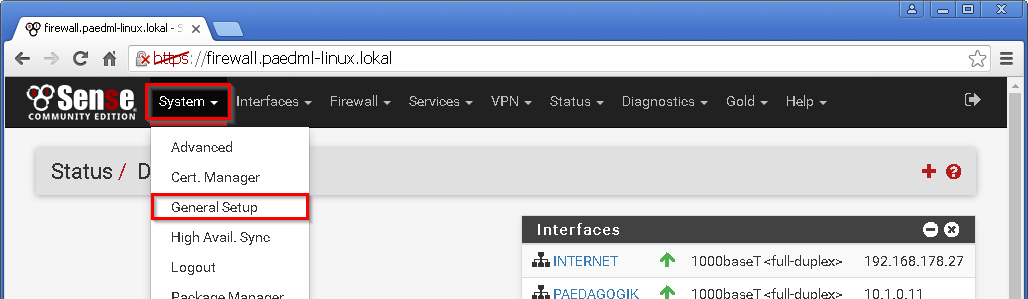 firewall.paedml-linux.lokal - S
https://firewall.paedml-linux.lokal
Sense
COMMUNITY EDITION
System Interfaces Firewall Services VPN Status Diagnostics Gold Help
Advanced
Status / D
Cert. Manager
General Setup
High Avail. Sync
Logout
Package Manager
Interfaces
INTERNET 1000baseT <full-duplex> 192.168.178.27
PAEDAGOGIK 1000baseT <full-duplex> 10.1.0.11